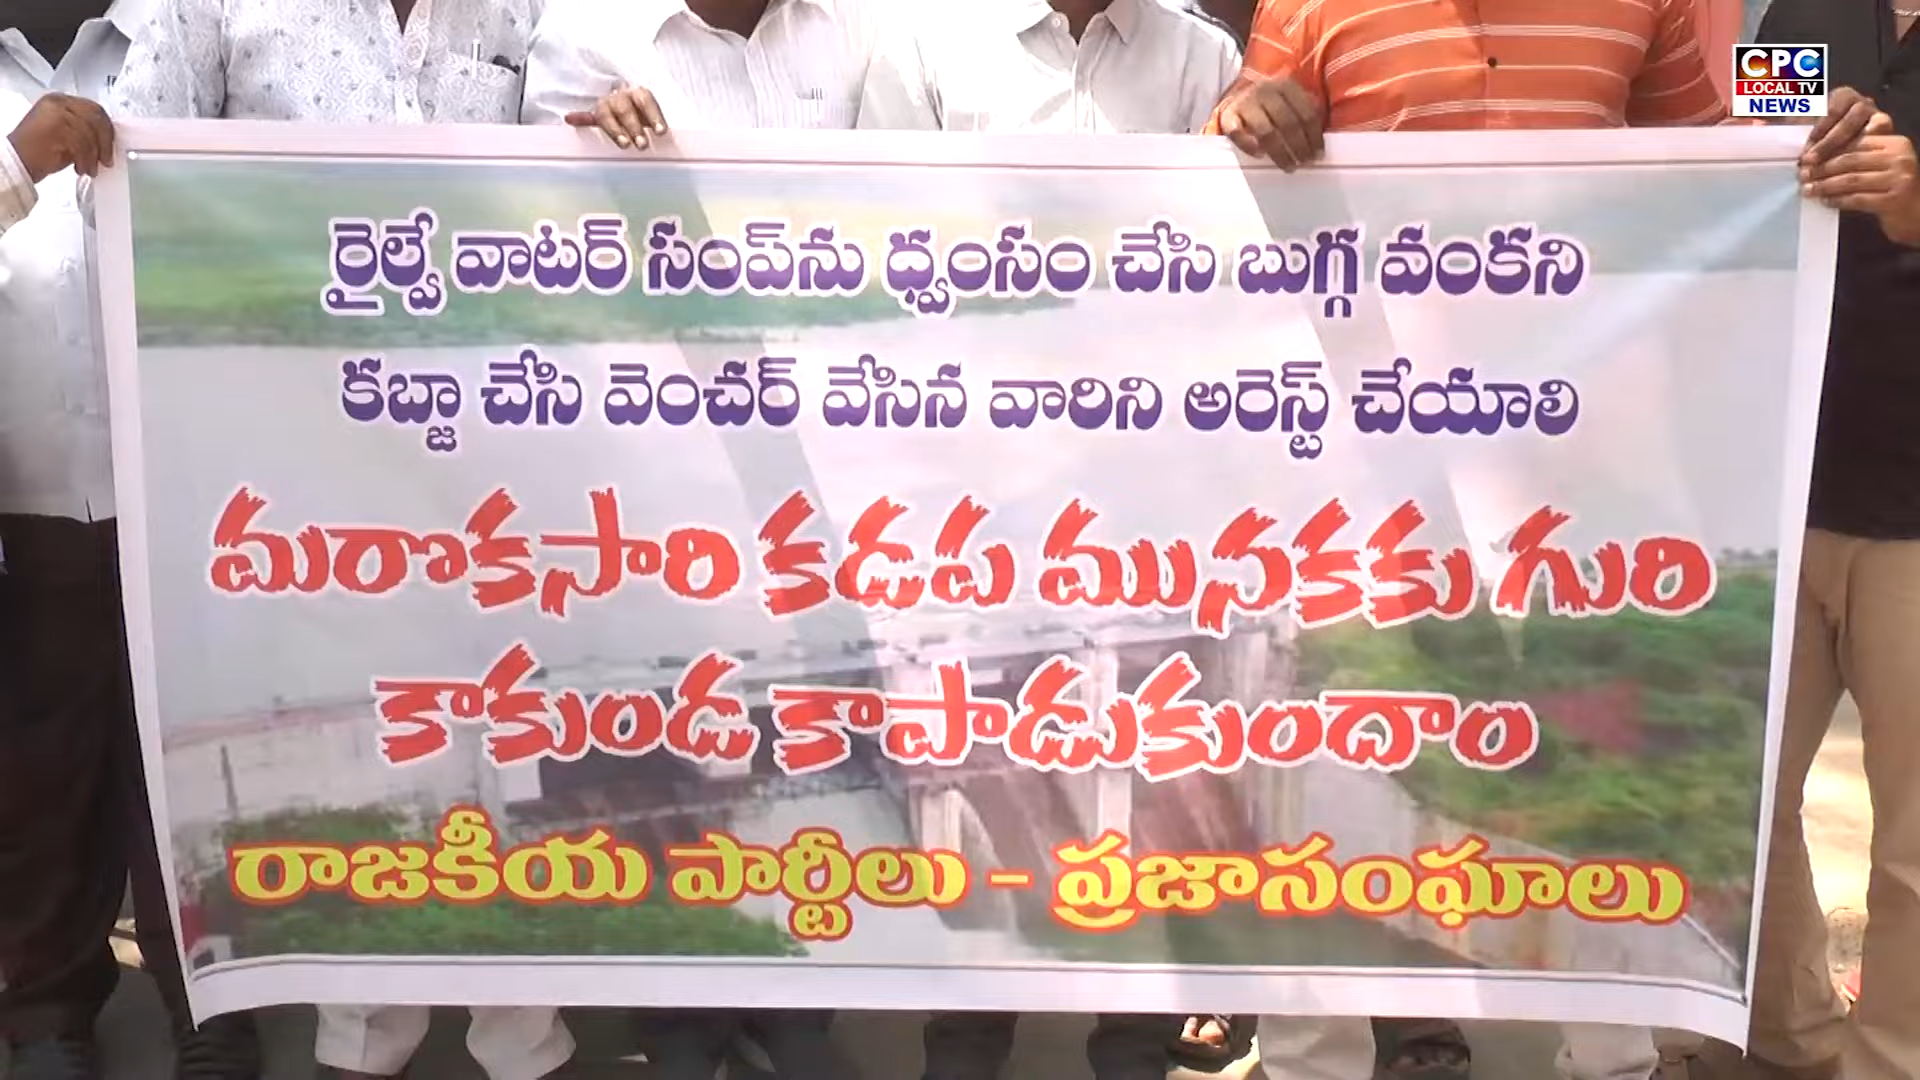 CPC
LOCAL TV
NEWS
రైల్వే వాటర్ సంప్‌ను ధ్వంసం చేసి బుగ్గ వంకని
కబ్జా చేసి వెంచర్ వేసిన వారిని అరెస్ట్ చేయాలి
మరొకసారి కడప మునకకు గురి
కాకుండ కాపాడుకుందాం
రాజకీయ పార్టీలు - ప్రజాసంఘాలు